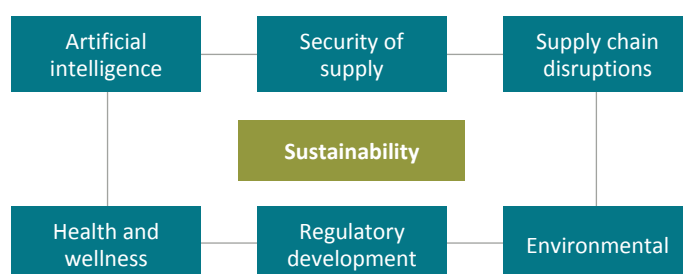 Artificial
intelligence
Security of
supply
Supply chain
disruptions
Sustainability
Health and
wellness
Regulatory
development
Environmental